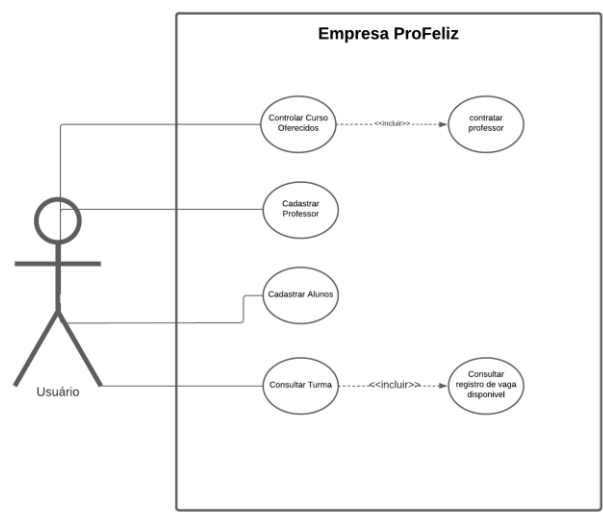 Empresa ProFeliz
Controlar Curso
Oferecidos
<<incluir>>
contratar
professor
Cadastrar
Professor
Cadastrar Alunos
Consultar Turma
<<incluir>>
Consultar
registro de vaga
disponivel
Usuário